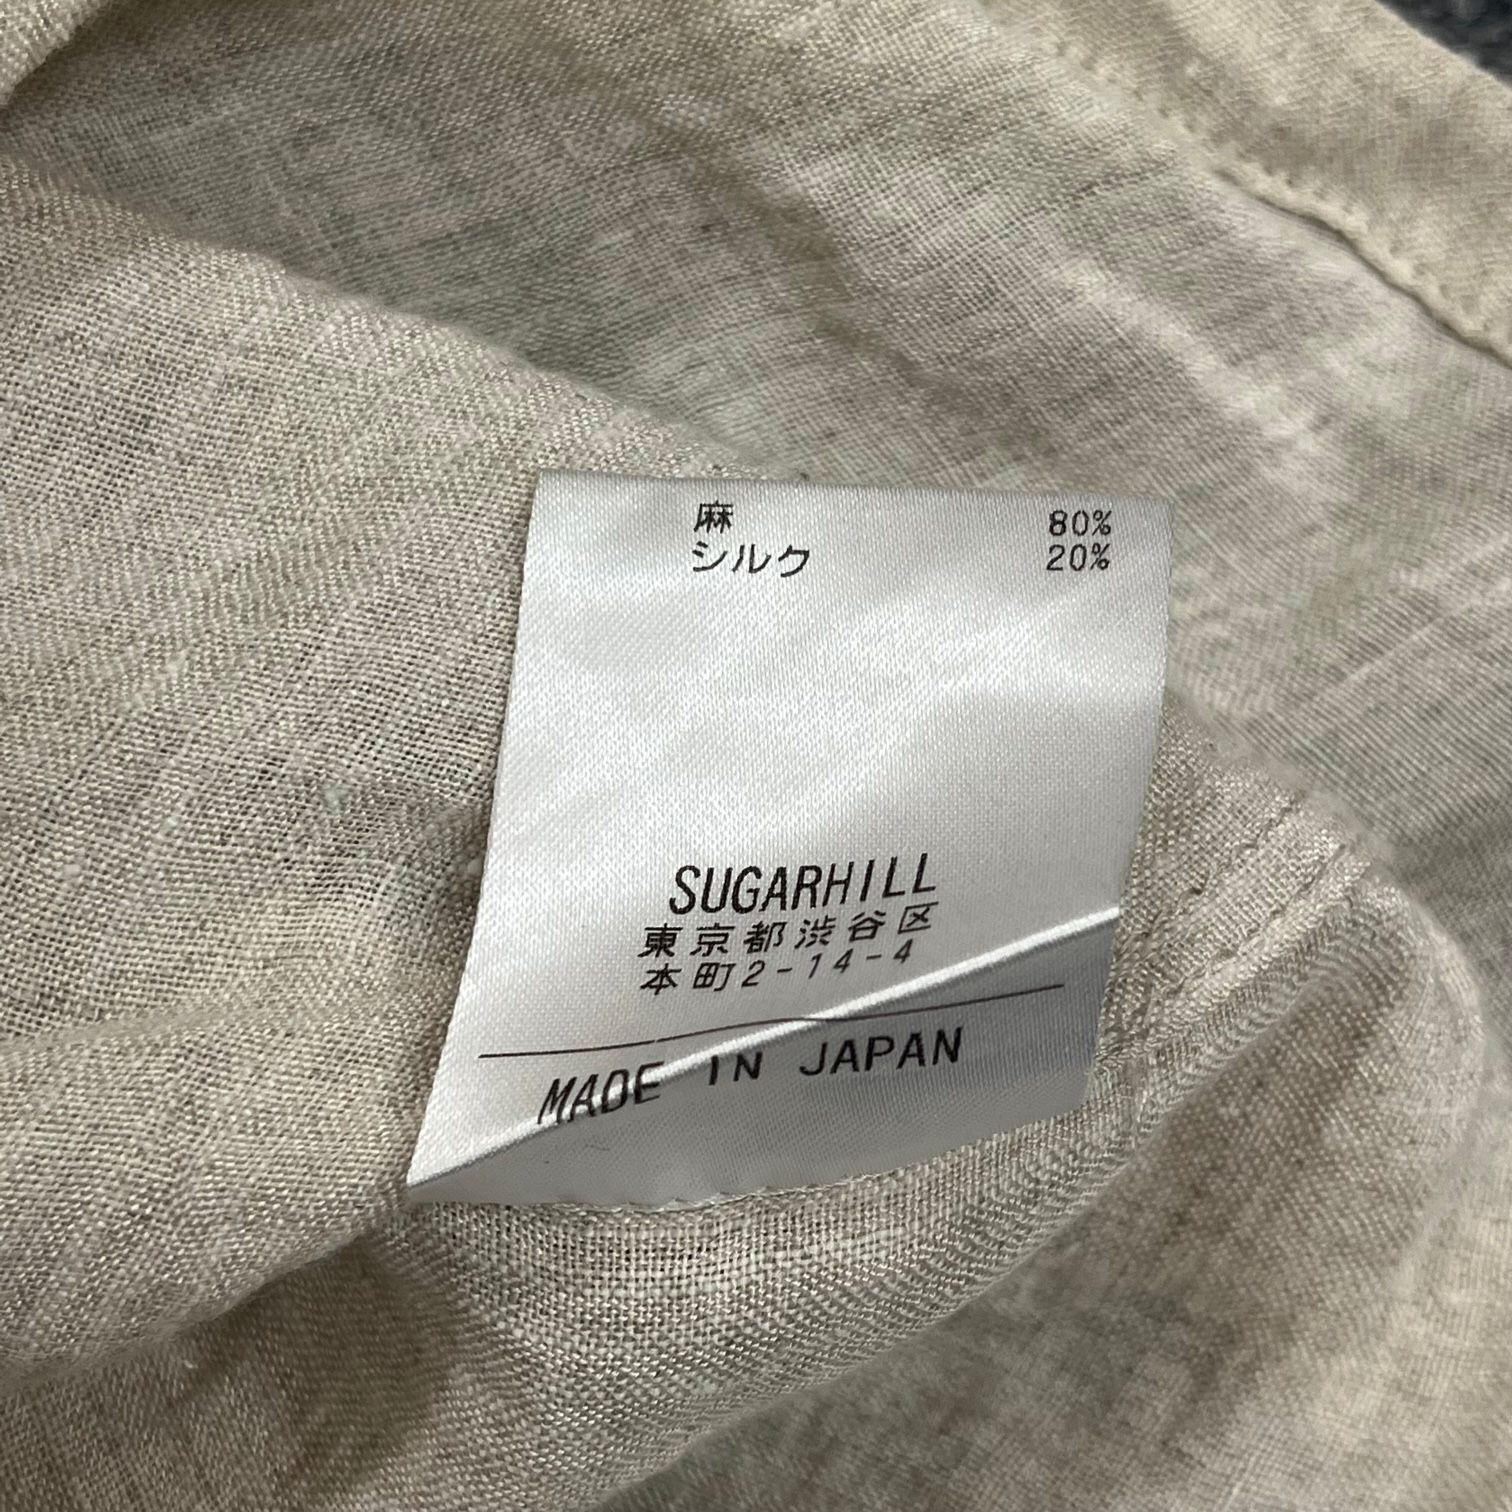 麻 80%
シルク 20%
SUGARHILL
東京都渋谷区
本町2-14-4
MADE IN JAPAN